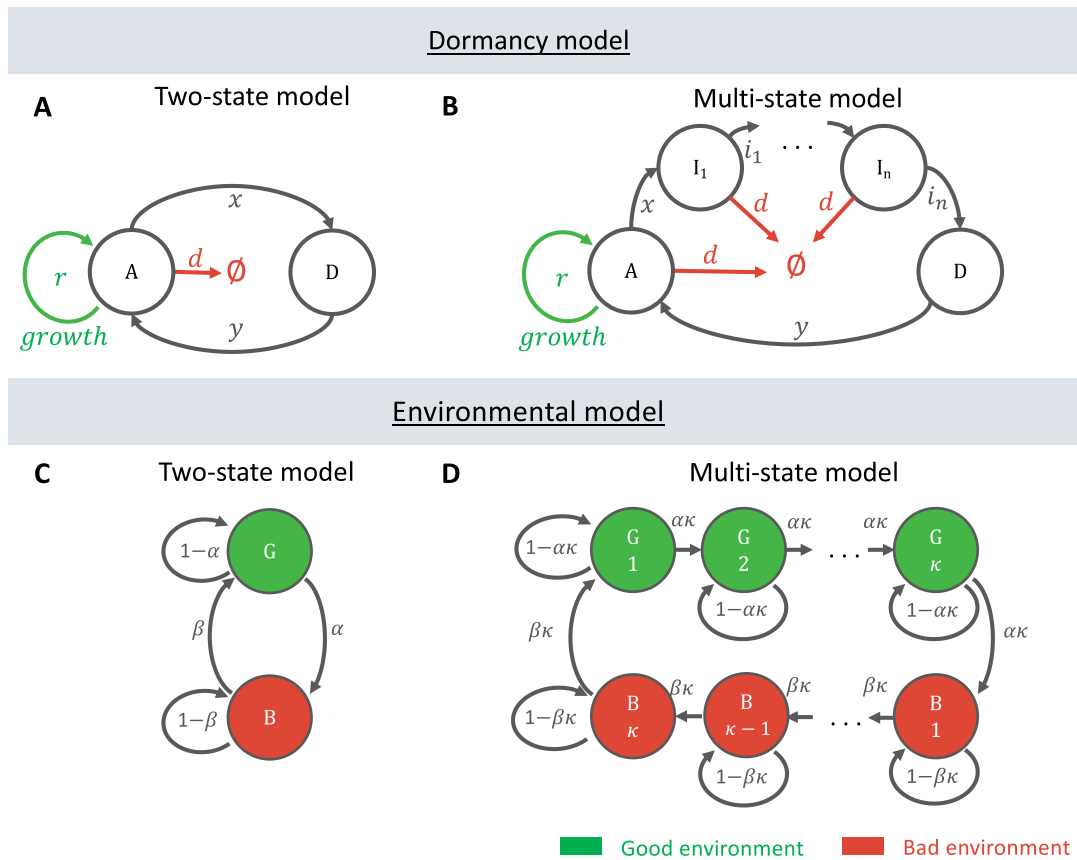 Dormancy model
A Two-state model
B Multi-state model
x
A
d
∅
D
r
growth
y
I₁
i₁
. . .
Iₙ
iₙ
x
d
d
A
d
∅
D
r
growth
y
Environmental model
C Two-state model
D Multi-state model
1−α
G
β
α
1−β
B
1−ακ
G
1
ακ
G
2
ακ
. . .
ακ
G
κ
1−ακ
1−ακ
βκ
ακ
1−βκ
B
κ
βκ
B
κ − 1
βκ
. . .
βκ
B
1
1−βκ
1−βκ
Good environment
Bad environment